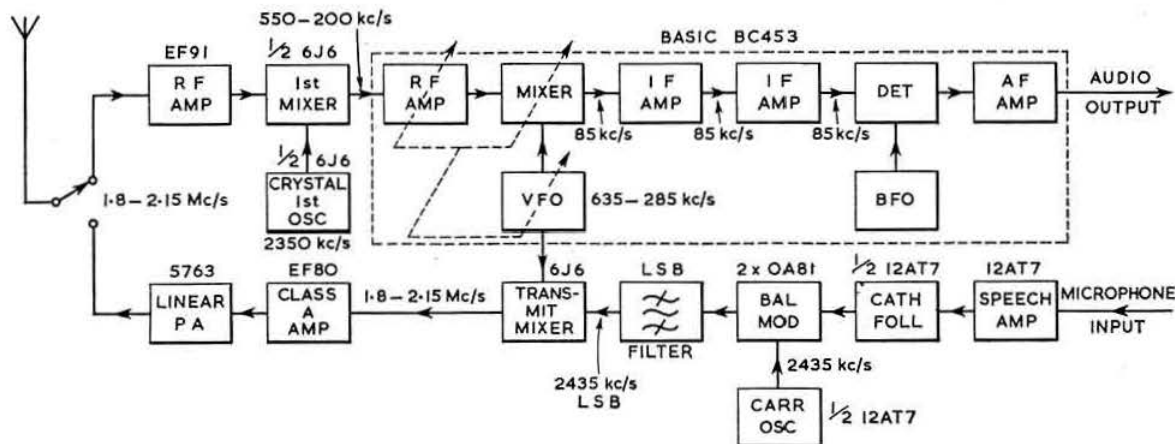 550–200 kc/s
BASIC BC453
EF91
½ 6J6
RF
AMP
1st
MIXER
RF
AMP
MIXER
IF
AMP
IF
AMP
DET
AF
AMP
AUDIO
OUTPUT
85 kc/s
85 kc/s
85 kc/s
½ 6J6
CRYSTAL
1st
OSC
2350 kc/s
VFO
635–285 kc/s
BFO
1·8–2·15 Mc/s
5763
LINEAR
PA
EF80
CLASS
A AMP
1·8–2·15 Mc/s
6J6
TRANS-
MIT
MIXER
LSB
FILTER
2435 kc/s
LSB
2 x OA81
BAL
MOD
½ 12AT7
CATH
FOLL
12AT7
SPEECH
AMP
MICROPHONE
INPUT
2435 kc/s
CARR
OSC
½ 12AT7